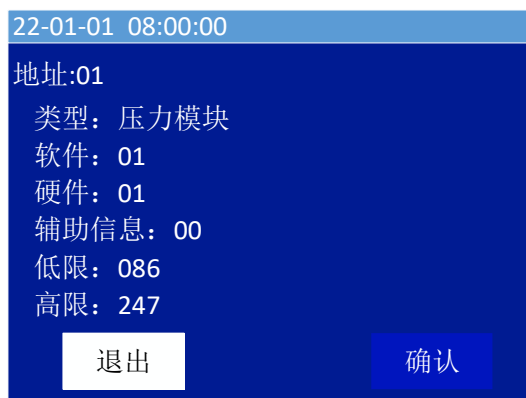 22-01-01 08:00:00
地址:01
类型：压力模块
软件：01
硬件：01
辅助信息：00
低限：086
高限：247
退出 确认